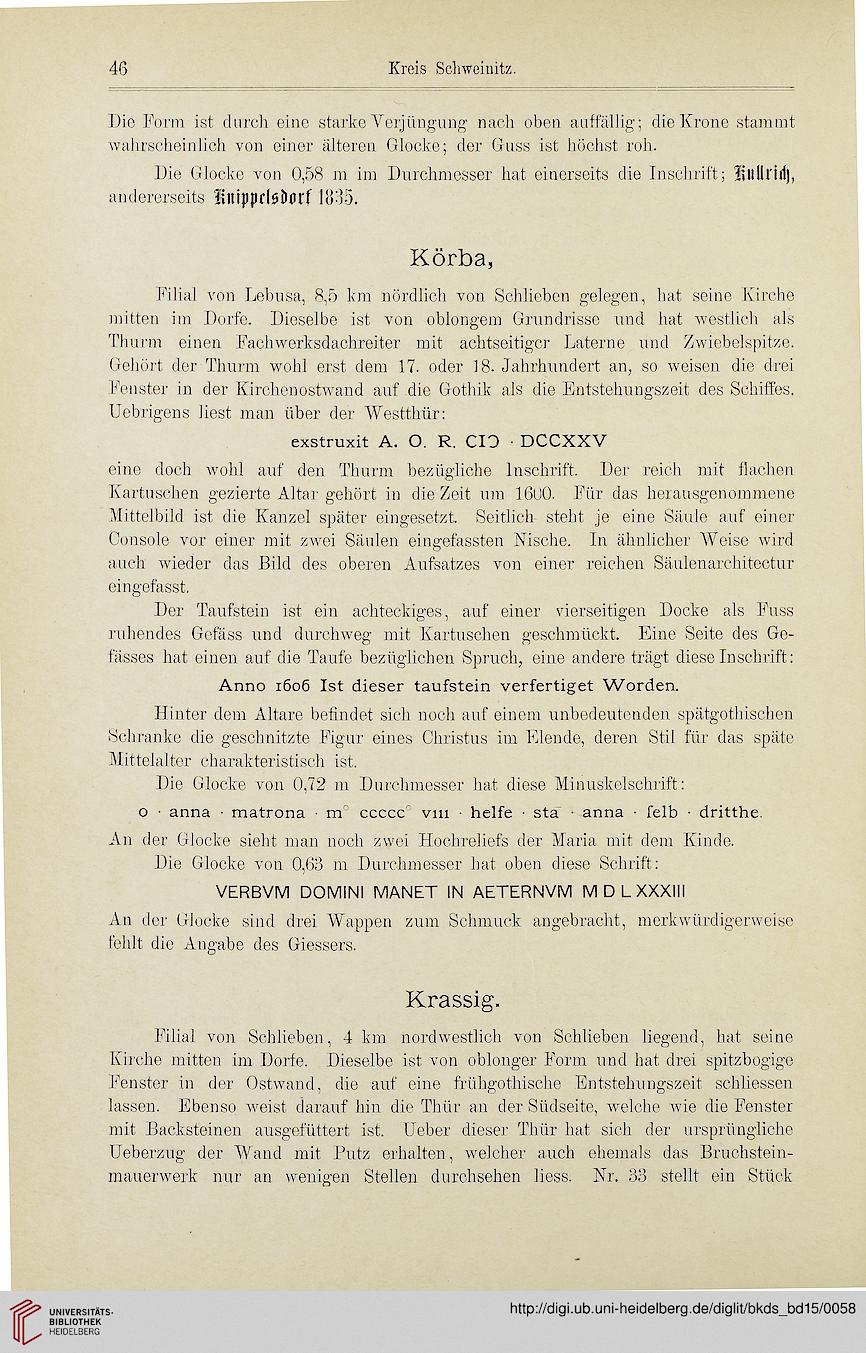 46 Kreis Schweinitz.
Die Form ist durch eine starke Verjüngung nach oben auffällig; die Krone stammt
wahrscheinlich von einer älteren Glocke; der Guss ist höchst roh.
Die Glocke von 0,58 m im Durchmesser hat einerseits die Inschrift; Kullrich,
andererseits Knippelsdorf 1835.
Körba,
Filial von Lebusa, 8,5 km nördlich von Schlieben gelegen, hat seine Kirche
mitten im Dorfe. Dieselbe ist von oblongem Grundrisse und hat westlich als
Thurm einen Fachwerksdachreiter mit achtseitiger Laterne und Zwiebelspitze.
Gehört der Thurm wohl erst dem 17. oder 18. Jahrhundert an, so weisen die drei
Fenster in der Kirchenostwand auf die Gothik als die Entstehungszeit des Schiffes.
Uebrigens liest man über der Westthür:
exstruxit A. O. R. CIƆ · DCCXXV
eine doch wohl auf den Thurm bezügliche Inschrift. Der reich mit flachen
Kartuschen gezierte Altar gehört in die Zeit um 1600. Für das herausgenommene
Mittelbild ist die Kanzel später eingesetzt. Seitlich steht je eine Säule auf einer
Console vor einer mit zwei Säulen eingefassten Nische. In ähnlicher Weise wird
auch wieder das Bild des oberen Aufsatzes von einer reichen Säulenarchitectur
eingefasst.
Der Taufstein ist ein achteckiges, auf einer vierseitigen Docke als Fuss
ruhendes Gefäss und durchweg mit Kartuschen geschmückt. Eine Seite des Ge-
fässes hat einen auf die Taufe bezüglichen Spruch, eine andere trägt diese Inschrift:
Anno 1606 Ist dieser taufstein verfertiget Worden.
Hinter dem Altare befindet sich noch auf einem unbedeutenden spätgothischen
Schranke die geschnitzte Figur eines Christus im Elende, deren Stil für das späte
Mittelalter charakteristisch ist.
Die Glocke von 0,72 m Durchmesser hat diese Minuskelschrift:
o · anna · matrona · m° ccccc° vııı · helfe · sta · anna · ſelb · dritthe.
An der Glocke sieht man noch zwei Hochreliefs der Maria mit dem Kinde.
Die Glocke von 0,63 m Durchmesser hat oben diese Schrift:
VERBVM DOMINI MANET IN AETERNVM M D L XXXIII
An der Glocke sind drei Wappen zum Schmuck angebracht, merkwürdigerweise
fehlt die Angabe des Giessers.
Krassig.
Filial von Schlieben, 4 km nordwestlich von Schlieben liegend, hat seine
Kirche mitten im Dorfe. Dieselbe ist von oblonger Form und hat drei spitzbogige
Fenster in der Ostwand, die auf eine frühgothische Entstehungszeit schliessen
lassen. Ebenso weist darauf hin die Thür an der Südseite, welche wie die Fenster
mit Backsteinen ausgefüttert ist. Ueber dieser Thür hat sich der ursprüngliche
Ueberzug der Wand mit Putz erhalten, welcher auch ehemals das Bruchstein-
mauerwerk nur an wenigen Stellen durchsehen liess. Nr. 33 stellt ein Stück
UNIVERSITÄTS-
BIBLIOTHEK
HEIDELBERG
http://digi.ub.uni-heidelberg.de/diglit/bkds_bd15/0058